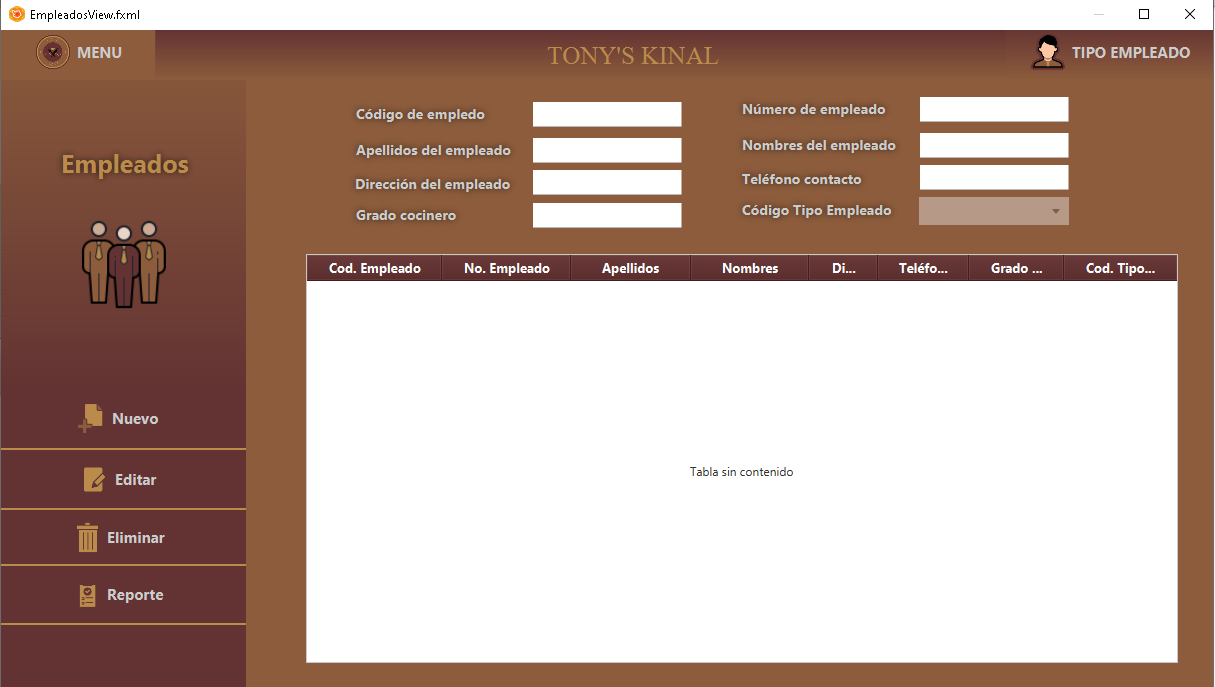 EmpleadosView.fxml
MENU
TONY'S KINAL
TIPO EMPLEADO
Empleados
Nuevo
Editar
Eliminar
Reporte
Código de empledo
Número de empleado
Apellidos del empleado
Nombres del empleado
Dirección del empleado
Teléfono contacto
Grado cocinero
Código Tipo Empleado
Cod. Empleado No. Empleado Apellidos Nombres Di... Teléfo... Grado ... Cod. Tipo...
Tabla sin contenido